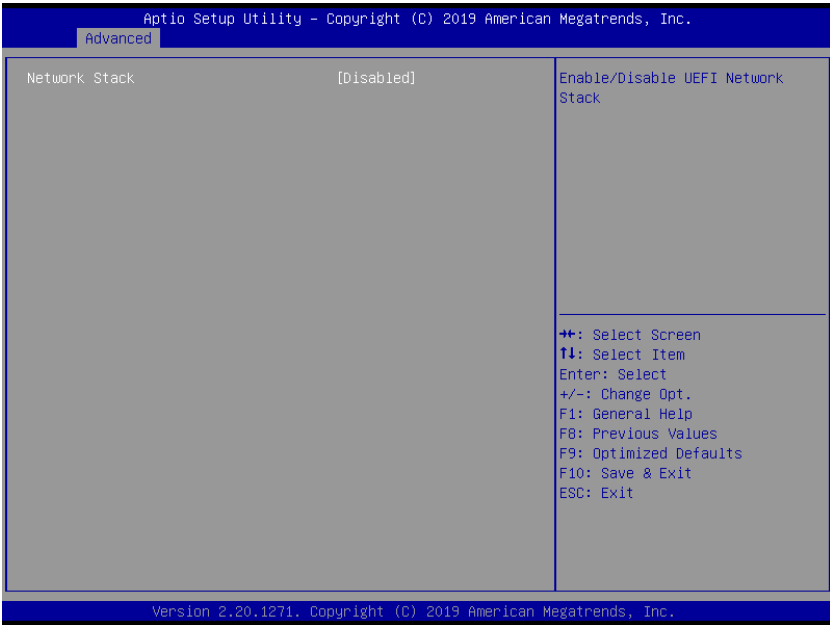 Aptio Setup Utility – Copyright (C) 2019 American Megatrends, Inc.
Advanced
Network Stack [Disabled]
Enable/Disable UEFI Network
Stack
→←: Select Screen
↑↓: Select Item
Enter: Select
+/-: Change Opt.
F1: General Help
F8: Previous Values
F9: Optimized Defaults
F10: Save & Exit
ESC: Exit
Version 2.20.1271. Copyright (C) 2019 American Megatrends, Inc.